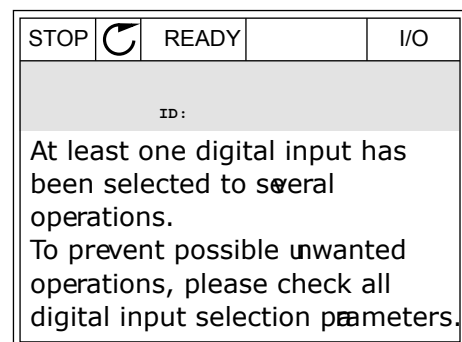 STOP READY I/O
ID:
At least one digital input has
been selected to several
operations.
To prevent possible unwanted
operations, please check all
digital input selection parameters.